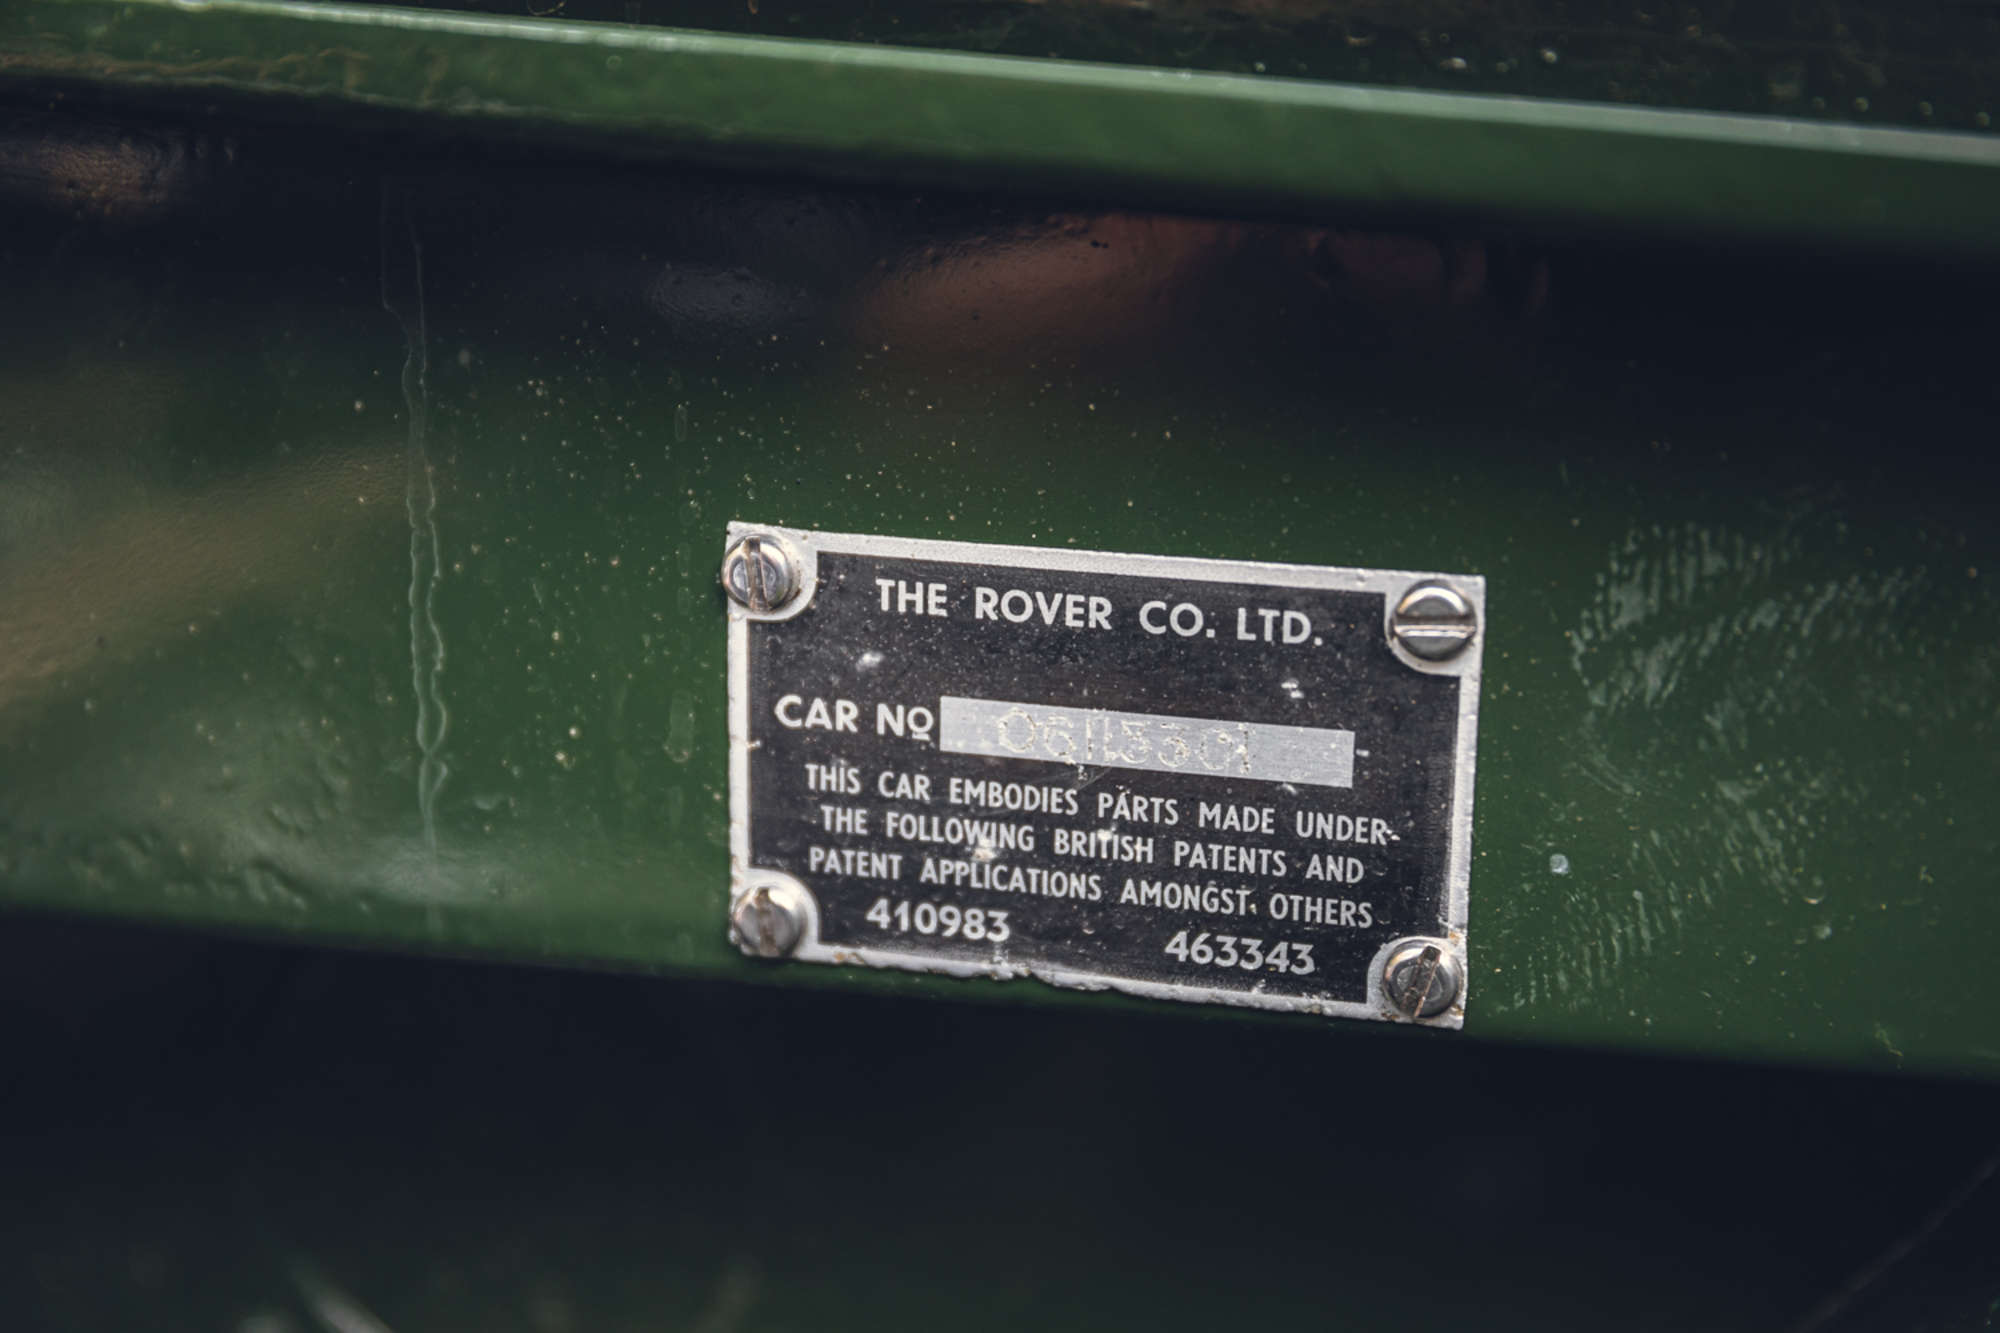 THE ROVER CO. LTD.
CAR Nº
THIS CAR EMBODIES PARTS MADE UNDER-
THE FOLLOWING BRITISH PATENTS AND
PATENT APPLICATIONS AMONGST OTHERS
410983 463343